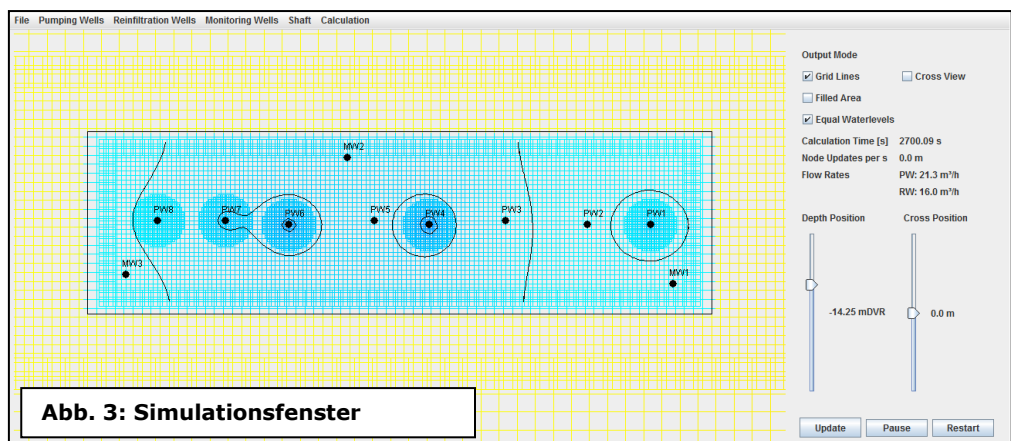 File Pumping Wells Reinfiltration Wells Monitoring Wells Shaft Calculation
Output Mode
Grid Lines Cross View
Filled Area
Equal Waterlevels
Calculation Time [s] 2700.09 s
Node Updates per s 0.0 m
Flow Rates PW: 21.3 m³/h
RW: 16.0 m³/h
Depth Position Cross Position
-14.25 mDVR 0.0 m
Update Pause Restart
MW2
PW8 PW7 PW6 PW5 PW4 PW3 PW2 PW1
MW3 MW1
Abb. 3: Simulationsfenster